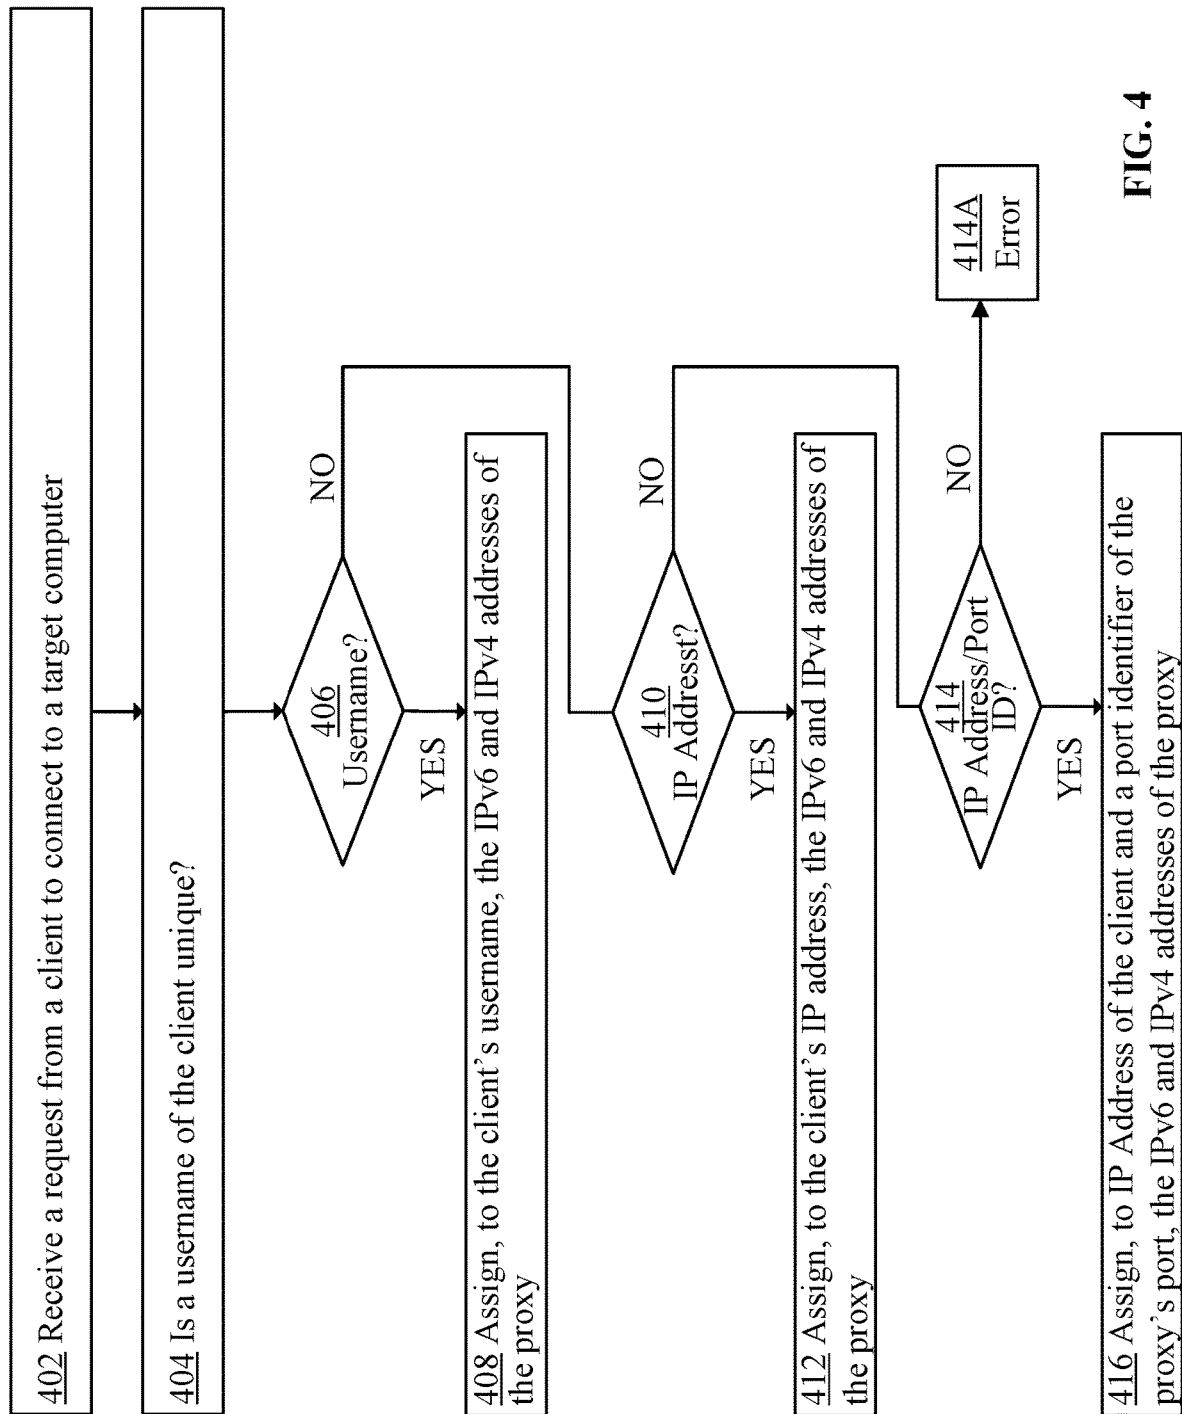 402 Receive a request from a client to connect to a target computer
404 Is a username of the client unique?
406
Username?
NO
YES
408 Assign, to the client’s username, the IPv6 and IPv4 addresses of
the proxy
410
IP Addresst?
NO
YES
412 Assign, to the client’s IP address, the IPv6 and IPv4 addresses of
the proxy
414
IP Address/Port
ID?
NO
414A
Error
YES
416 Assign, to IP Address of the client and a port identifier of the
proxy’s port, the IPv6 and IPv4 addresses of the proxy
FIG. 4